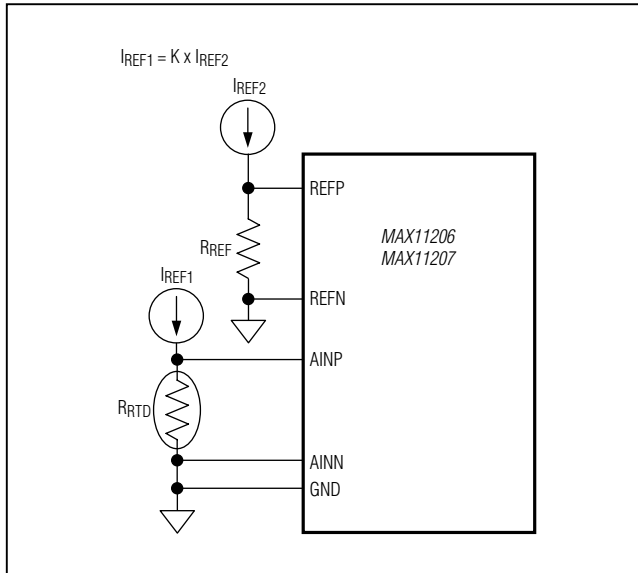 IREF1 = K x IREF2
IREF2
REFP
MAX11206
MAX11207
RREF
REFN
IREF1
AINP
RRTD
AINN
GND